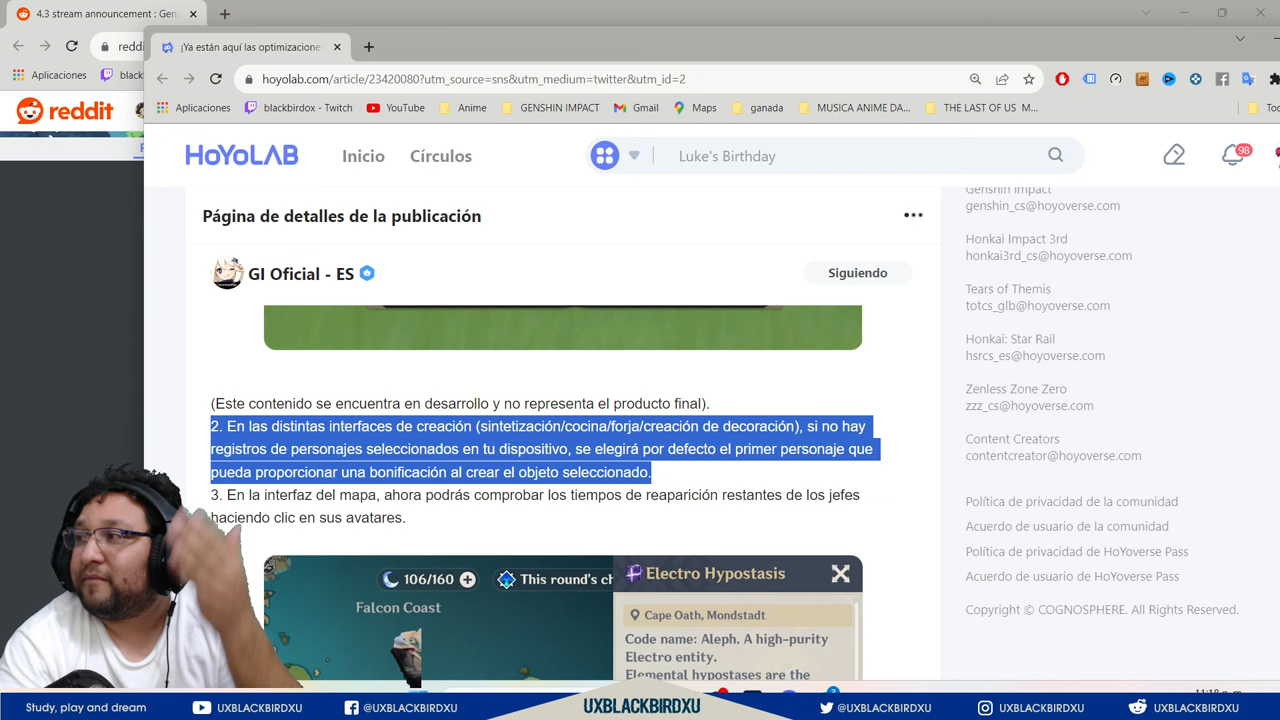 4.3 stream announcement : Gen
reddi
Aplicaciones
black
reddit
¡Ya están aquí las optimizaciones
hoyolab.com/article/23420080?utm_source=sns&utm_medium=twitter&utm_id=2
Aplicaciones
blackbirdox - Twitch
YouTube
Anime
GENSHIN IMPACT
Gmail
Maps
ganada
MUSICA ANIME DA...
THE LAST OF US M...
HoYoLAB
Inicio
Círculos
Luke's Birthday
98
Página de detalles de la publicación
GI Oficial - ES
Siguiendo
(Este contenido se encuentra en desarrollo y no representa el producto final).
2. En las distintas interfaces de creación (sintetización/cocina/forja/creación de decoración), si no hay
registros de personajes seleccionados en tu dispositivo, se elegirá por defecto el primer personaje que
pueda proporcionar una bonificación al crear el objeto seleccionado.
3. En la interfaz del mapa, ahora podrás comprobar los tiempos de reaparición restantes de los jefes
haciendo clic en sus avatares.
106/160
This round's ch
Falcon Coast
Electro Hypostasis
Cape Oath, Mondstadt
Code name: Aleph. A high-purity
Electro entity.
Elemental hypostases are the
Genshin Impact
genshin_cs@hoyoverse.com
Honkai Impact 3rd
honkai3rd_cs@hoyoverse.com
Tears of Themis
totcs_glb@hoyoverse.com
Honkai: Star Rail
hsrcs_es@hoyoverse.com
Zenless Zone Zero
zzz_cs@hoyoverse.com
Content Creators
contentcreator@hoyoverse.com
Política de privacidad de la comunidad
Acuerdo de usuario de la comunidad
Política de privacidad de HoYoverse Pass
Acuerdo de usuario de HoYoverse Pass
Copyright © COGNOSPHERE. All Rights Reserved.
Study, play and dream
UXBLACKBIRDXU
@UXBLACKBIRDXU
UXBLACKBIRDXU
@UXBLACKBIRDXU
UXBLACKBIRDXU
UXBLACKBIRDXU